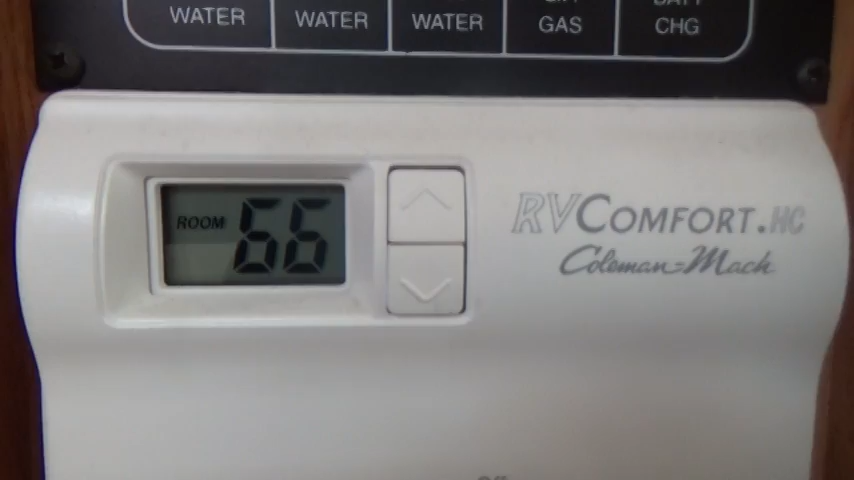 WATER WATER WATER GAS CHG
ROOM 66
RVCOMFORT.HC
Coleman-Mach